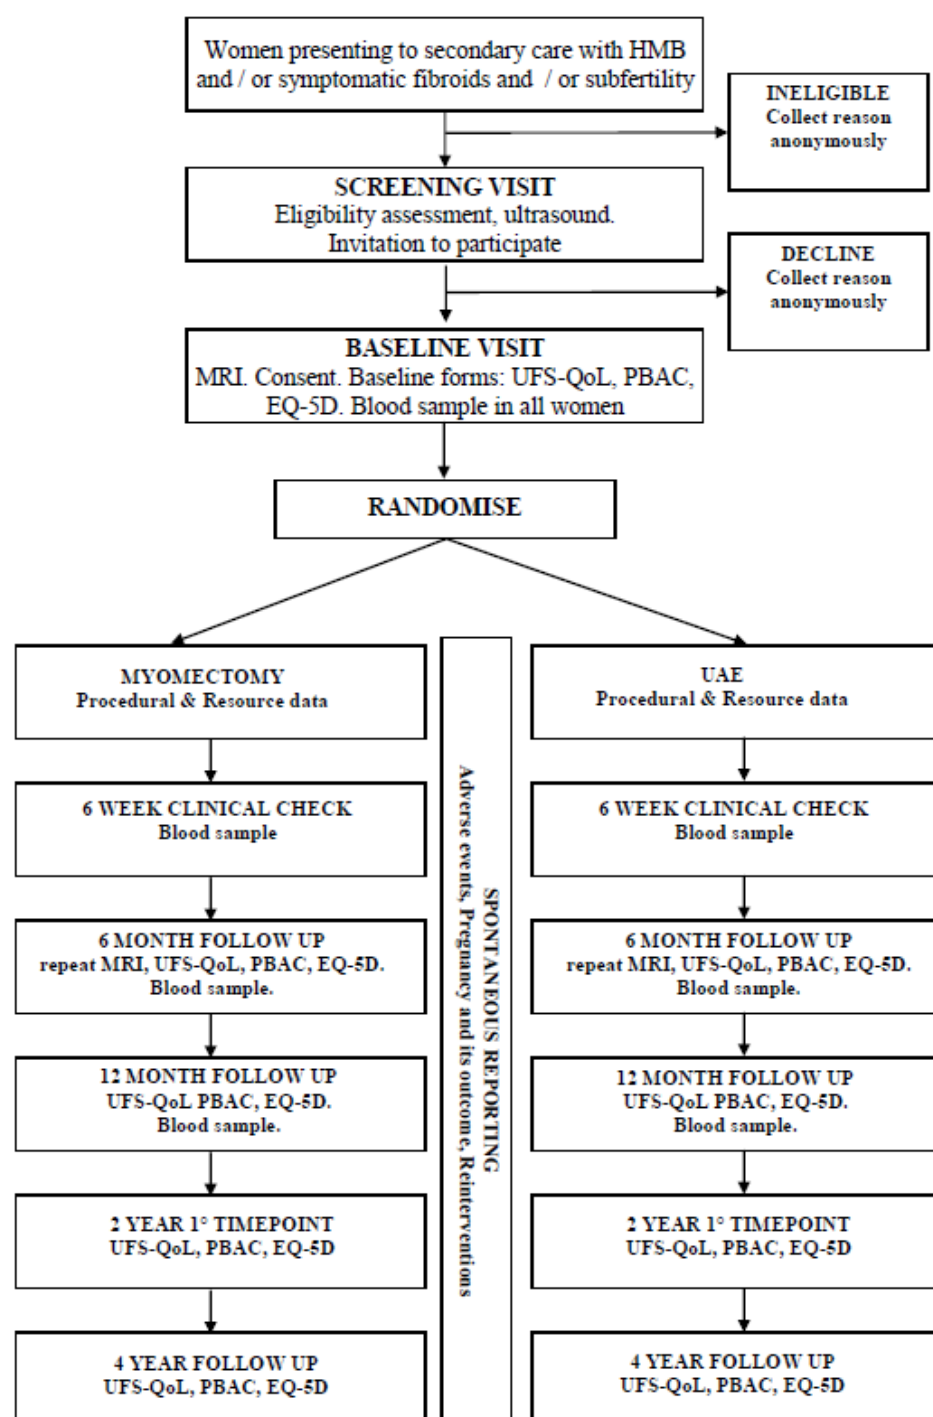 Women presenting to secondary care with HMB
and / or symptomatic fibroids and / or subfertility
INELIGIBLE
Collect reason
anonymously
SCREENING VISIT
Eligibility assessment, ultrasound.
Invitation to participate
DECLINE
Collect reason
anonymously
BASELINE VISIT
MRI. Consent. Baseline forms: UFS-QoL, PBAC,
EQ-5D. Blood sample in all women
RANDOMISE
MYOMECTOMY
Procedural & Resource data
6 WEEK CLINICAL CHECK
Blood sample
6 MONTH FOLLOW UP
repeat MRI, UFS-QoL, PBAC, EQ-5D.
Blood sample.
12 MONTH FOLLOW UP
UFS-QoL PBAC, EQ-5D.
Blood sample.
2 YEAR 1° TIMEPOINT
UFS-QoL, PBAC, EQ-5D
4 YEAR FOLLOW UP
UFS-QoL, PBAC, EQ-5D
SPONTANEOUS REPORTING
Adverse events, Pregnancy and its outcome, Reinterventions
UAE
Procedural & Resource data
6 WEEK CLINICAL CHECK
Blood sample
6 MONTH FOLLOW UP
repeat MRI, UFS-QoL, PBAC, EQ-5D.
Blood sample.
12 MONTH FOLLOW UP
UFS-QoL PBAC, EQ-5D.
Blood sample.
2 YEAR 1° TIMEPOINT
UFS-QoL, PBAC, EQ-5D
4 YEAR FOLLOW UP
UFS-QoL, PBAC, EQ-5D